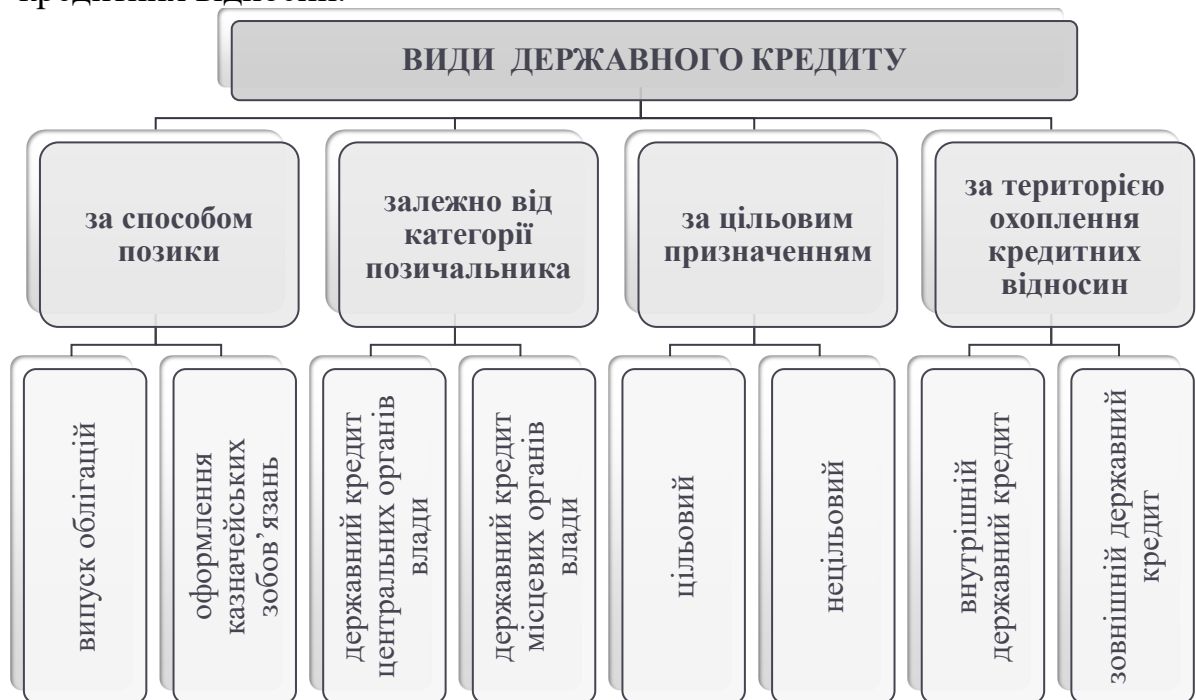 кредитних відносин.
ВИДИ ДЕРЖАВНОГО КРЕДИТУ
за способом
позики
залежно від
категорії
позичальника
за цільовим
призначенням
за територією
охоплення
кредитних
відносин
випуск облігацій
оформлення
казначейських
зобов’язань
державний кредит
центральних органів
влади
державний кредит
місцевих органів
влади
цільовий
нецільовий
внутрішній
державний кредит
зовнішній державний
кредит